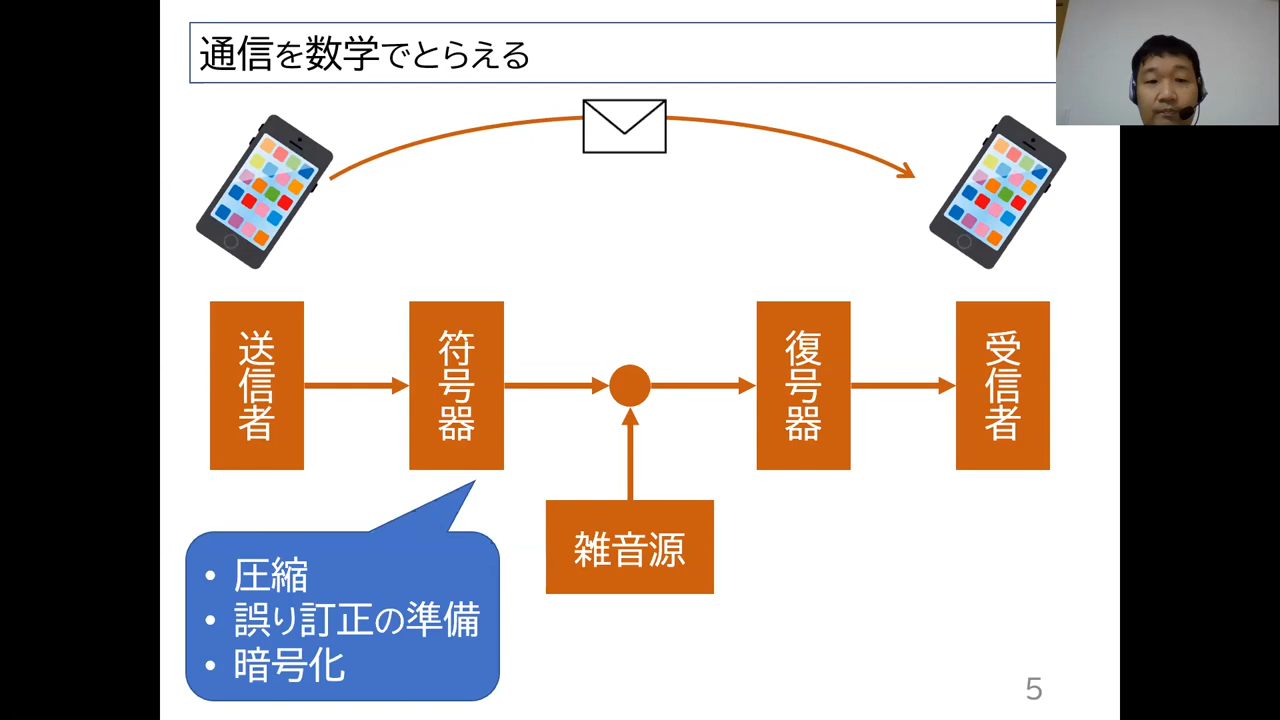 通信を数学でとらえる
送信者
符号器
復号器
受信者
雑音源
• 圧縮
• 誤り訂正の準備
• 暗号化
5